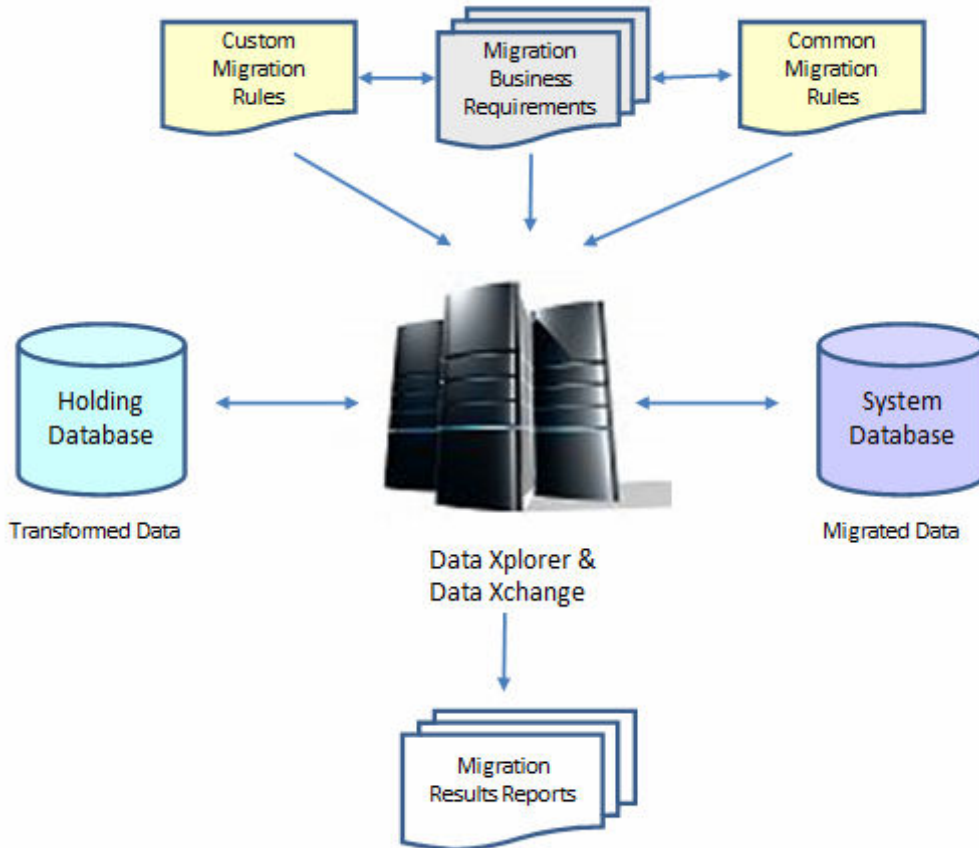 Custom
Migration
Rules
Migration
Business
Requirements
Common
Migration
Rules
Holding
Database
Transformed Data
System
Database
Migrated Data
Data Xplorer &
Data Xchange
Migration
Results Reports